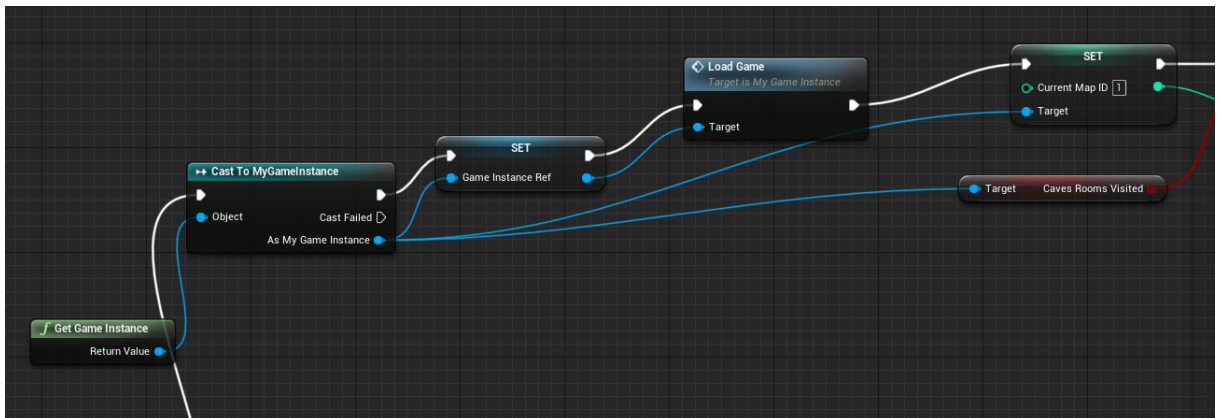 Get Game Instance
Return Value
Cast To MyGameInstance
Object
Cast Failed
As My Game Instance
SET
Game Instance Ref
Load Game
Target is My Game Instance
Target
SET
Current Map ID 1
Target
Target Caves Rooms Visited